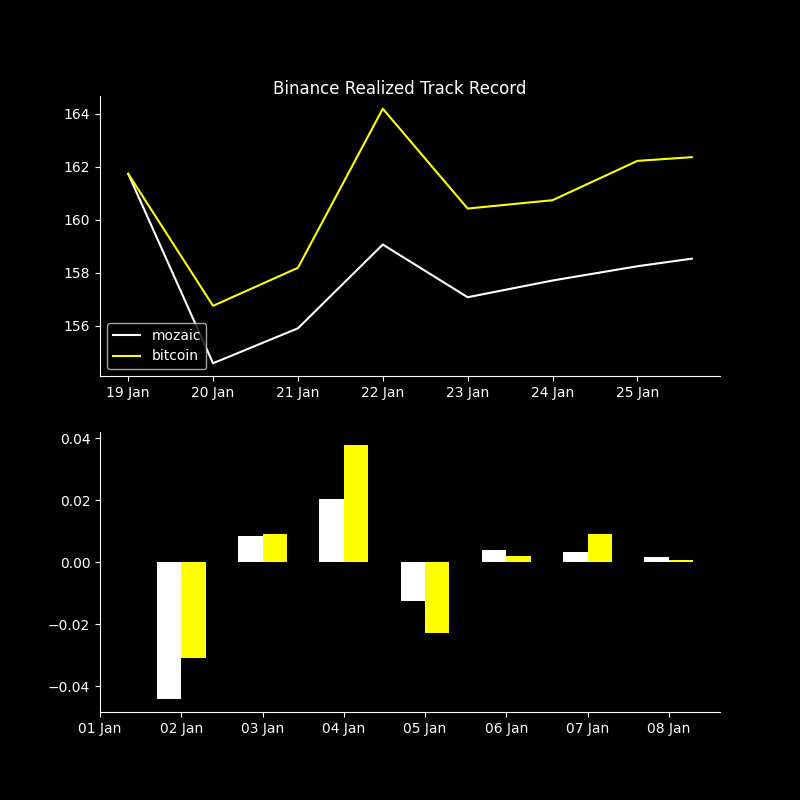 Binance Realized Track Record
164
162
160
158
156
mozaic
bitcoin
19 Jan 20 Jan 21 Jan 22 Jan 23 Jan 24 Jan 25 Jan
0.04
0.02
0.00
−0.02
−0.04
01 Jan 02 Jan 03 Jan 04 Jan 05 Jan 06 Jan 07 Jan 08 Jan